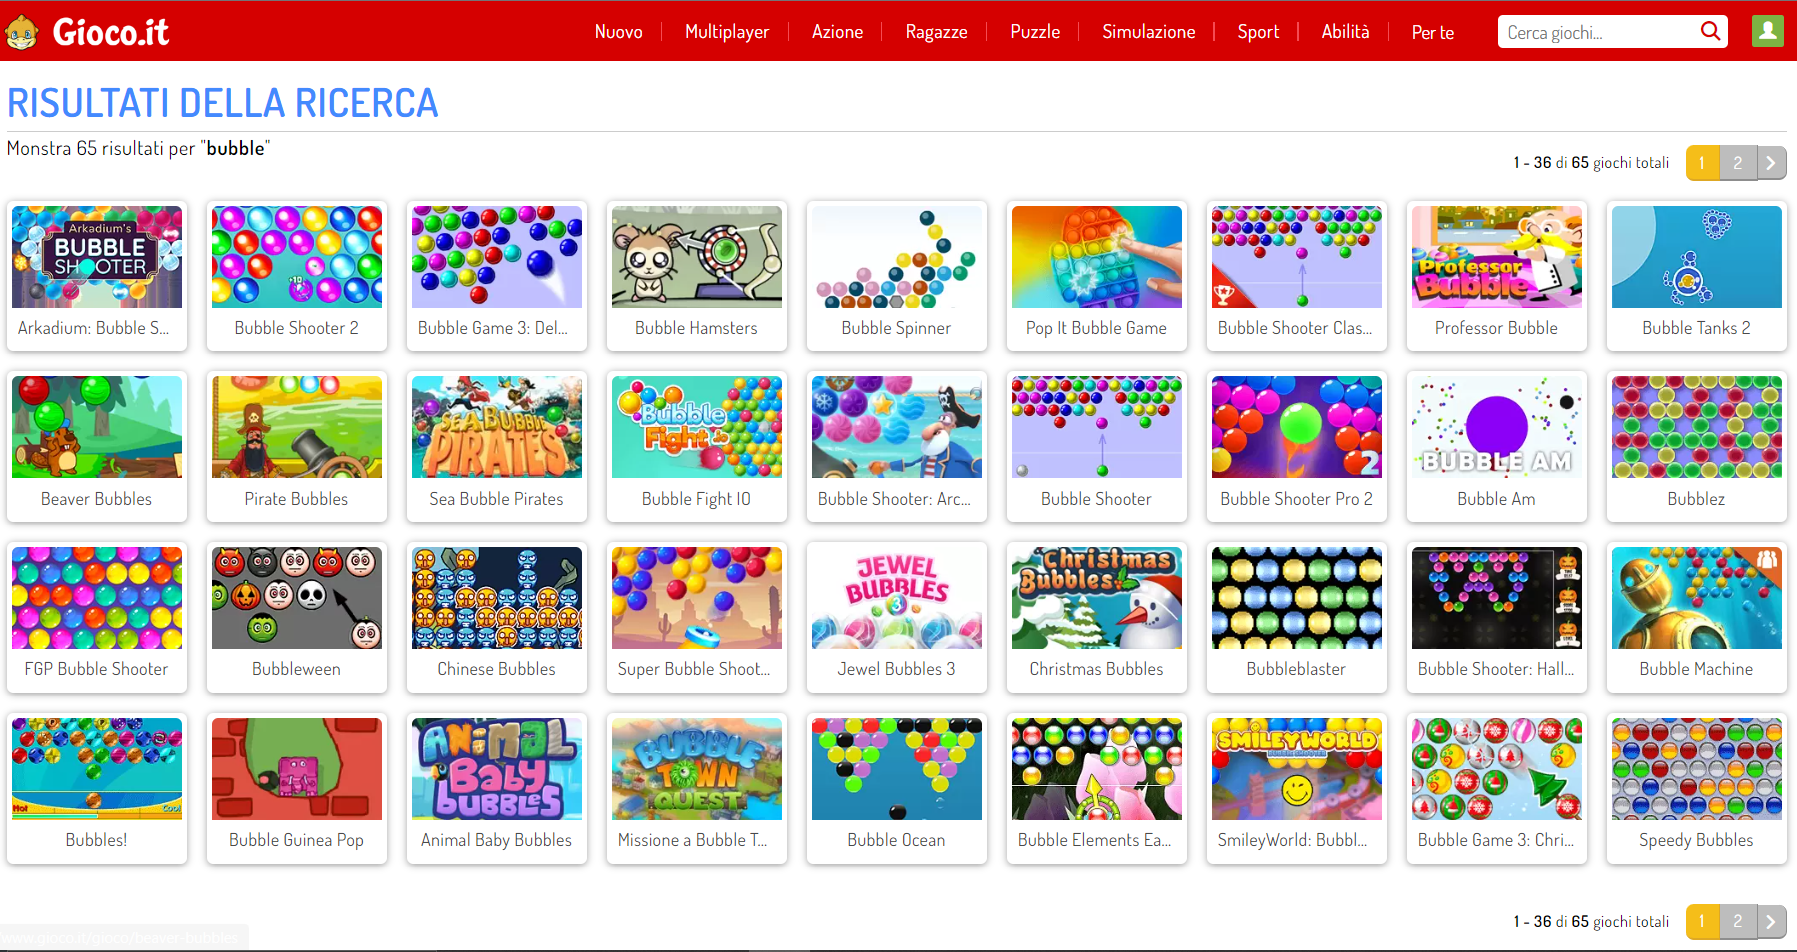 Gioco.it
Nuovo Multiplayer Azione Ragazze Puzzle Simulazione Sport Abilità Per te Cerca giochi...
RISULTATI DELLA RICERCA
Monstra 65 risultati per "bubble"
1 - 36 di 65 giochi totali 1 2
Arkadium's
BUBBLE
SHOOTER
+10
Professor
Bubble
Arkadium: Bubble S... Bubble Shooter 2 Bubble Game 3: Del... Bubble Hamsters Bubble Spinner Pop It Bubble Game Bubble Shooter Clas... Professor Bubble Bubble Tanks 2
SEA BUBBLE
PIRATES
Bubble
Fight.io
2
BUBBLE AM
Beaver Bubbles Pirate Bubbles Sea Bubble Pirates Bubble Fight IO Bubble Shooter: Arc... Bubble Shooter Bubble Shooter Pro 2 Bubble Am Bubblez
JEWEL
BUBBLES
3
Christmas
Bubbles
FGP Bubble Shooter Bubbleween Chinese Bubbles Super Bubble Shoot... Jewel Bubbles 3 Christmas Bubbles Bubbleblaster Bubble Shooter: Hall... Bubble Machine
Hot Cool
ANIMAL
Baby
bubbles
BUBBLE
TOWN
QUEST
SMILEYWORLD
BUBBLE SHOOTER
Bubbles! Bubble Guinea Pop Animal Baby Bubbles Missione a Bubble T... Bubble Ocean Bubble Elements Ea... SmileyWorld: Bubbl... Bubble Game 3: Chri... Speedy Bubbles
1 - 36 di 65 giochi totali 1 2
www.gioco.it/gioco/beaver-bubbles